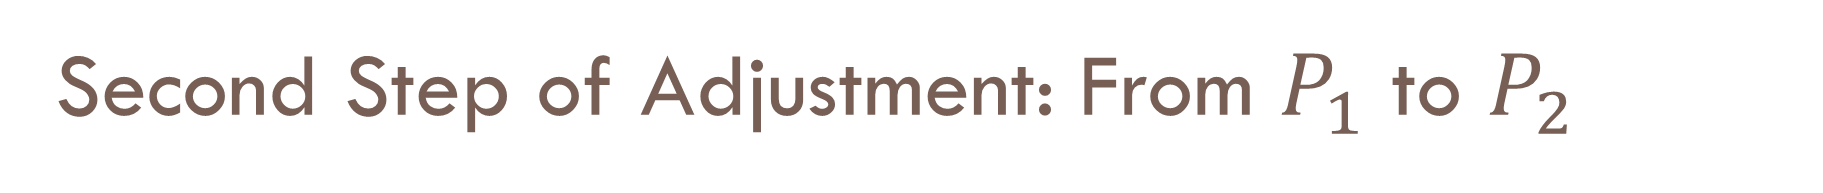 Second Step of Adjustment: From P₁ to P₂